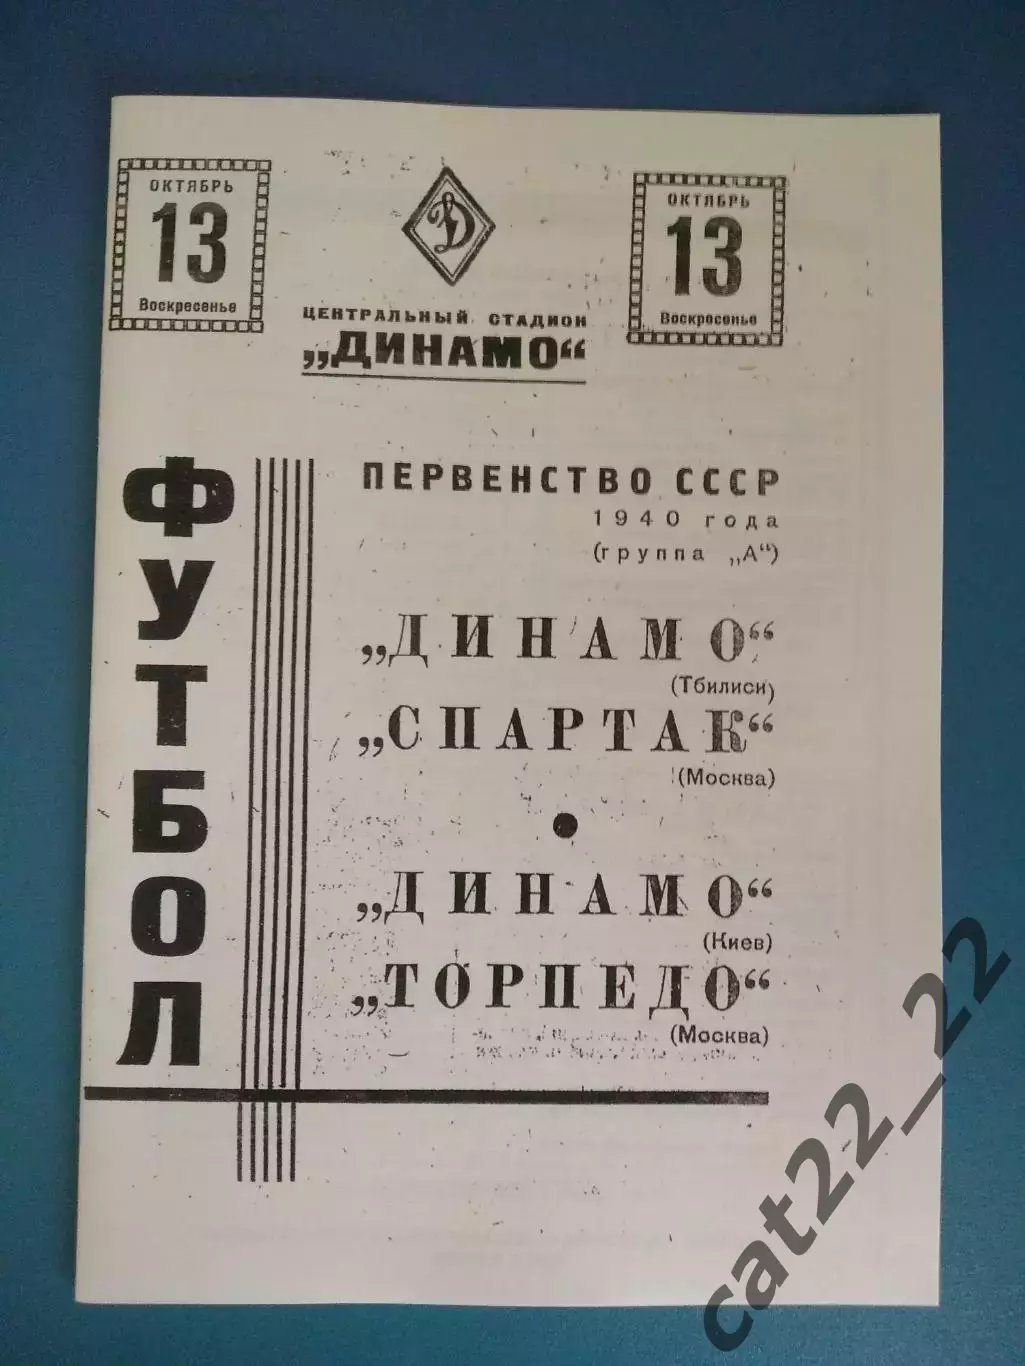 ОКТЯБРЬ
13
Воскресенье
Д
ЦЕНТРАЛЬНЫЙ СТАДИОН
„ДИНАМО“
ОКТЯБРЬ
13
Воскресенье
ФУТБОЛ
ПЕРВЕНСТВО СССР
1940 года
(группа „А“)
„ДИНАМО“
(Тбилиси)
„СПАРТАК“
(Москва)
„ДИНАМО“
(Киев)
„ТОРПЕДО“
(Москва)
cat22_22